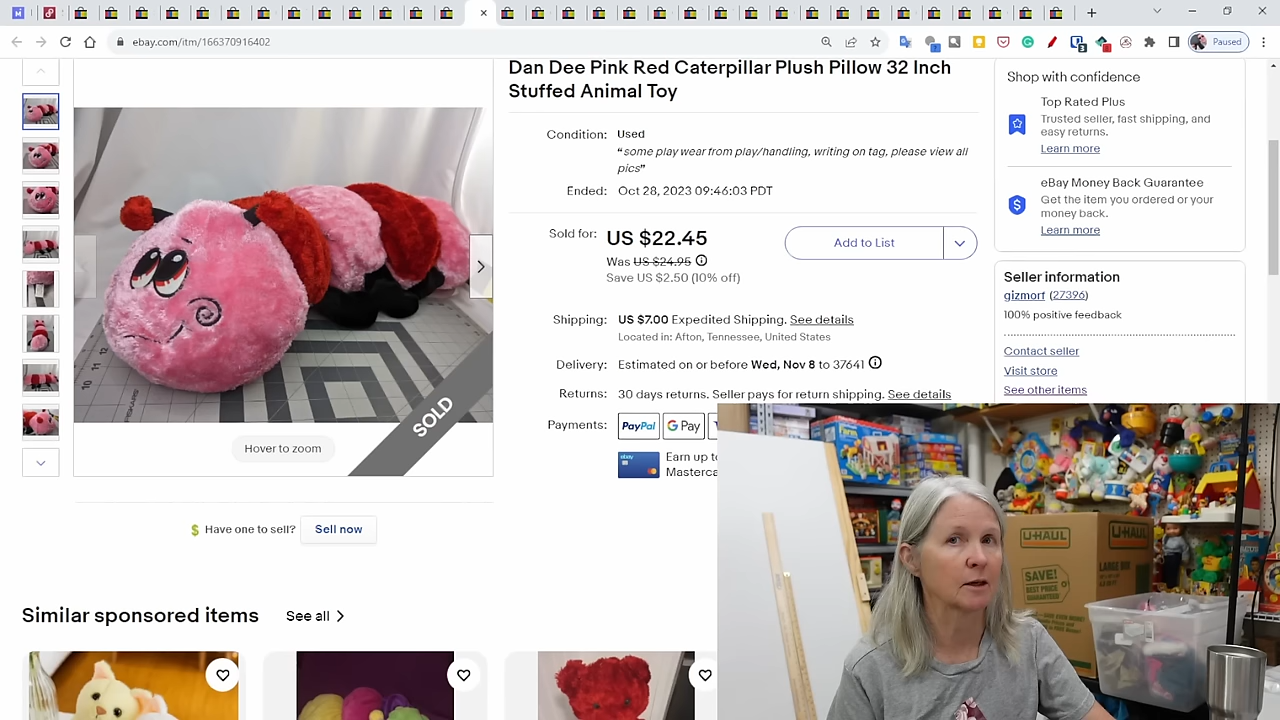 ebay.com/itm/166370916402
Paused
Dan Dee Pink Red Caterpillar Plush Pillow 32 Inch
Stuffed Animal Toy
Condition: Used
“some play wear from play/handling, writing on tag, please view all
pics”
Ended: Oct 28, 2023 09:46:03 PDT
Sold for: US $22.45
Was US $24.95
Save US $2.50 (10% off)
Add to List
Shipping: US $7.00 Expedited Shipping. See details
Located in: Afton, Tennessee, United States
Delivery: Estimated on or before Wed, Nov 8 to 37641
Returns: 30 days returns. Seller pays for return shipping. See details
Payments: PayPal G Pay
ebay
Earn up to
Masterca
SOLD
Hover to zoom
10 11 12
Have one to sell? Sell now
Similar sponsored items See all
Shop with confidence
Top Rated Plus
Trusted seller, fast shipping, and
easy returns.
Learn more
eBay Money Back Guarantee
Get the item you ordered or your
money back.
Learn more
Seller information
gizmorf (27396)
100% positive feedback
Contact seller
Visit store
See other items
U-HAUL
SAVE!